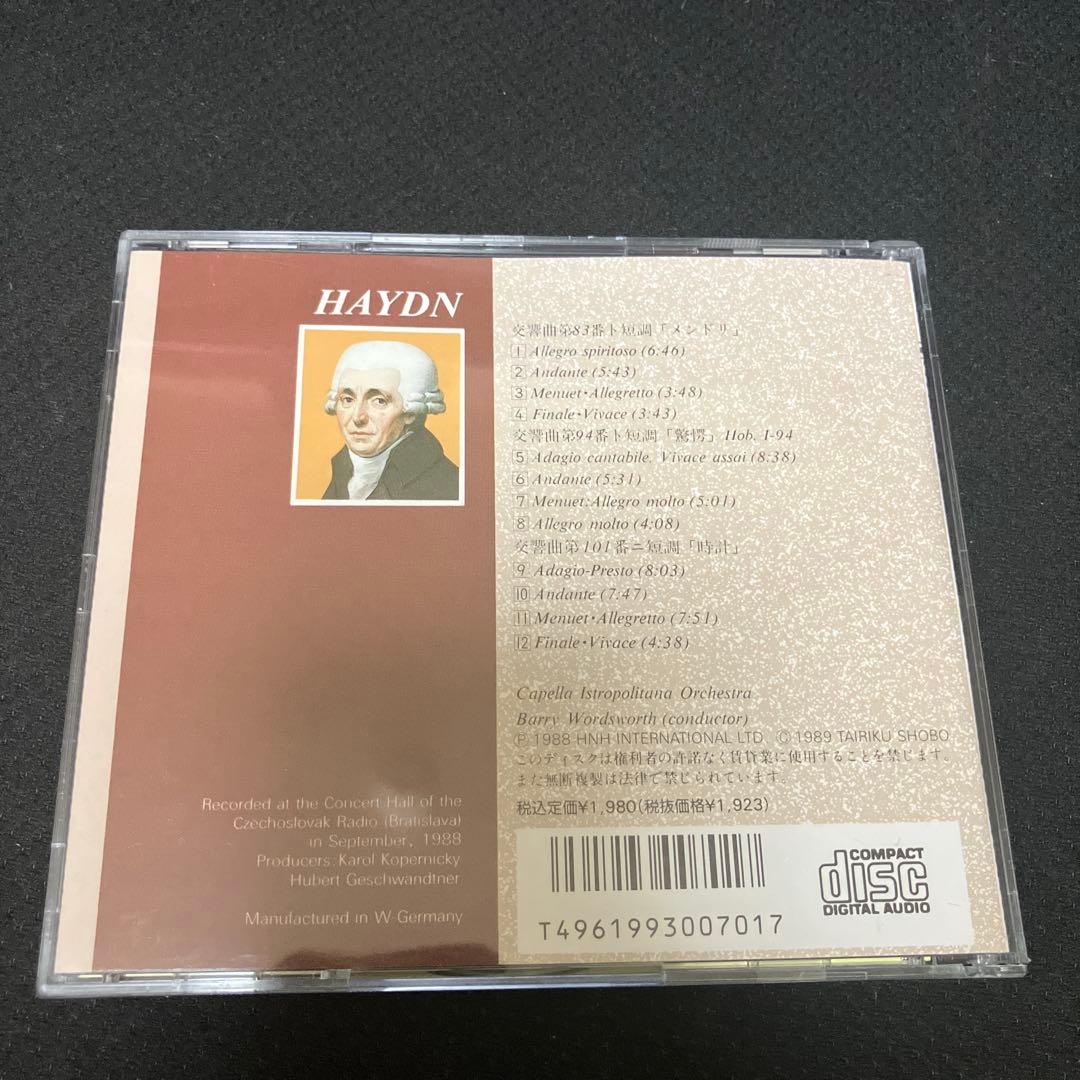 HAYDN
交響曲第83番ト短調「メンドリ」
1 Allegro spiritoso (6:46)
2 Andante (5:43)
3 Menuet・Allegretto (3:48)
4 Finale・Vivace (3:43)
交響曲第94番ト短調「驚愕」Hob. I-94
5 Adagio cantabile, Vivace assai (8:38)
6 Andante (5:31)
7 Menuet:Allegro molto (5:01)
8 Allegro molto (4:08)
交響曲第101番ニ短調「時計」
9 Adagio-Presto (8:03)
10 Andante (7:47)
11 Menuet・Allegretto (7:51)
12 Finale・Vivace (4:38)
Capella Istropolitana Orchestra
Barry Wordsworth (conductor)
Ⓟ 1988 HNH INTERNATIONAL LTD. © 1989 TAIRIKU SHOBO.
このディスクは権利者の許諾なく賃貸業に使用することを禁じます。
また無断複製は法律で禁じられています。
税込定価¥1,980(税抜価格¥1,923)
Recorded at the Concert Hall of the
Czechoslovak Radio (Bratislava)
in September, 1988
Producers:Karol Kopernicky
Hubert Geschwandtner
Manufactured in W-Germany
T4961993007017
COMPACT
disc
DIGITAL AUDIO